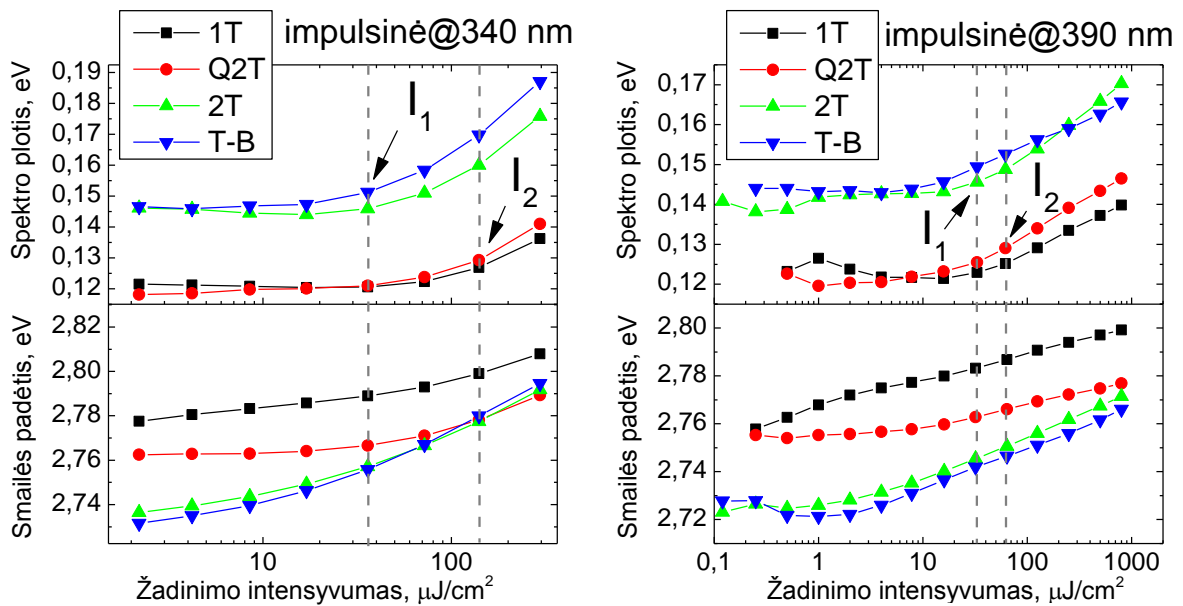 1T
Q2T
2T
T-B
impulsinė@340 nm
Spektro plotis, eV
0,19
0,18
0,17
0,16
0,15
0,14
0,13
0,12
I1
I2
Smailės padėtis, eV
2,82
2,80
2,78
2,76
2,74
10
100
Žadinimo intensyvumas, μJ/cm²
1T
Q2T
2T
T-B
impulsinė@390 nm
Spektro plotis, eV
0,17
0,16
0,15
0,14
0,13
0,12
I1
I2
Smailės padėtis, eV
2,80
2,78
2,76
2,74
2,72
0,1
1
10
100
1000
Žadinimo intensyvumas, μJ/cm²